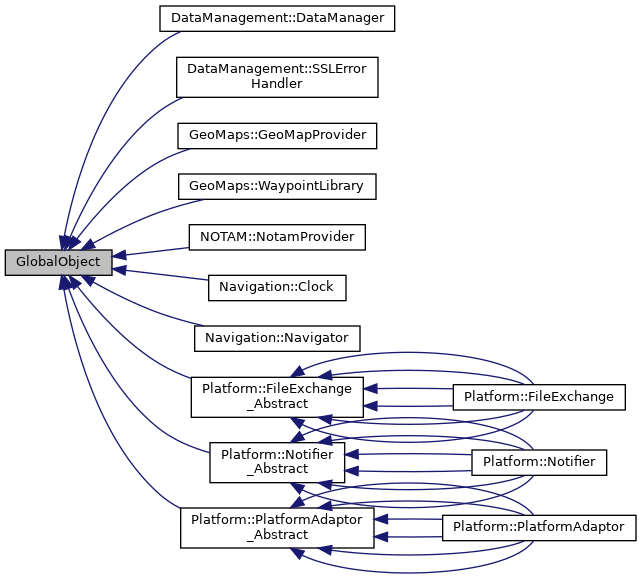 DataManagement::DataManager
DataManagement::SSLError
Handler
GeoMaps::GeoMapProvider
GeoMaps::WaypointLibrary
NOTAM::NotamProvider
GlobalObject
Navigation::Clock
Navigation::Navigator
Platform::FileExchange
_Abstract
Platform::FileExchange
Platform::Notifier
_Abstract
Platform::Notifier
Platform::PlatformAdaptor
_Abstract
Platform::PlatformAdaptor